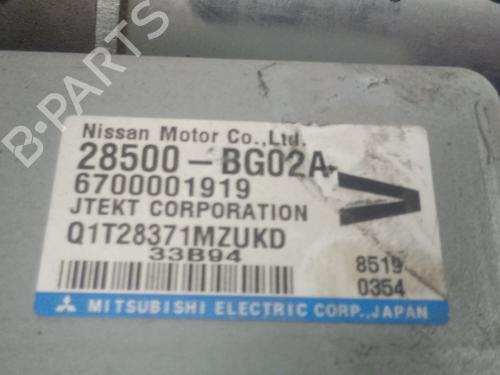 Nissan Motor Co.,Ltd.
28500-BG02A
6700001919
JTEKT CORPORATION
Q1T28371MZUKD
33B94
8519
0354
MITSUBISHI ELECTRIC CORP., JAPAN
B-PARTS